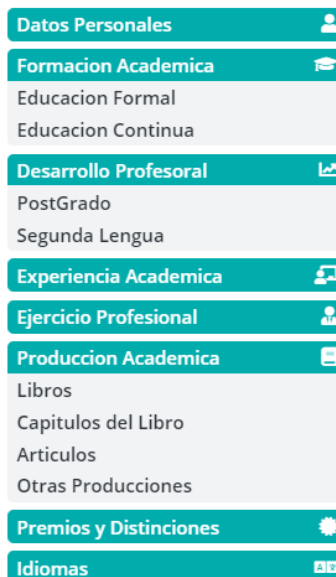 Datos Personales
Formacion Academica
Educacion Formal
Educacion Continua
Desarrollo Profesoral
PostGrado
Segunda Lengua
Experiencia Academica
Ejercicio Profesional
Produccion Academica
Libros
Capitulos del Libro
Articulos
Otras Producciones
Premios y Distinciones
Idiomas